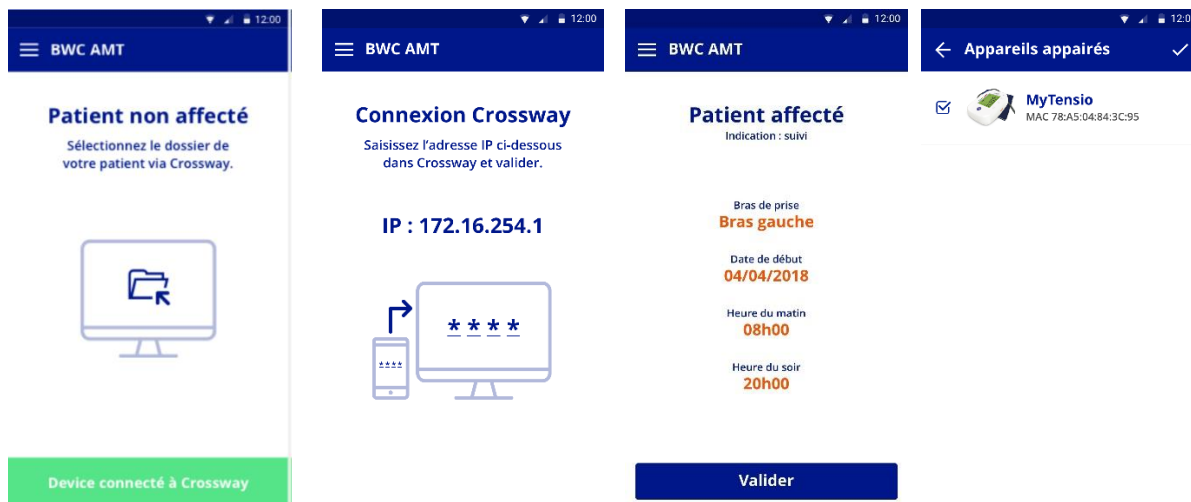 12:00
BWC AMT
Patient non affecté
Sélectionnez le dossier de
votre patient via Crossway.
Device connecté à Crossway
12:00
BWC AMT
Connexion Crossway
Saisissez l'adresse IP ci-dessous
dans Crossway et valider.
IP : 172.16.254.1
* * * *
****
12:00
BWC AMT
Patient affecté
Indication : suivi
Bras de prise
Bras gauche
Date de début
04/04/2018
Heure du matin
08h00
Heure du soir
20h00
Valider
12:0
Appareils appairés
MyTensio
MAC 78:A5:04:84:3C:95